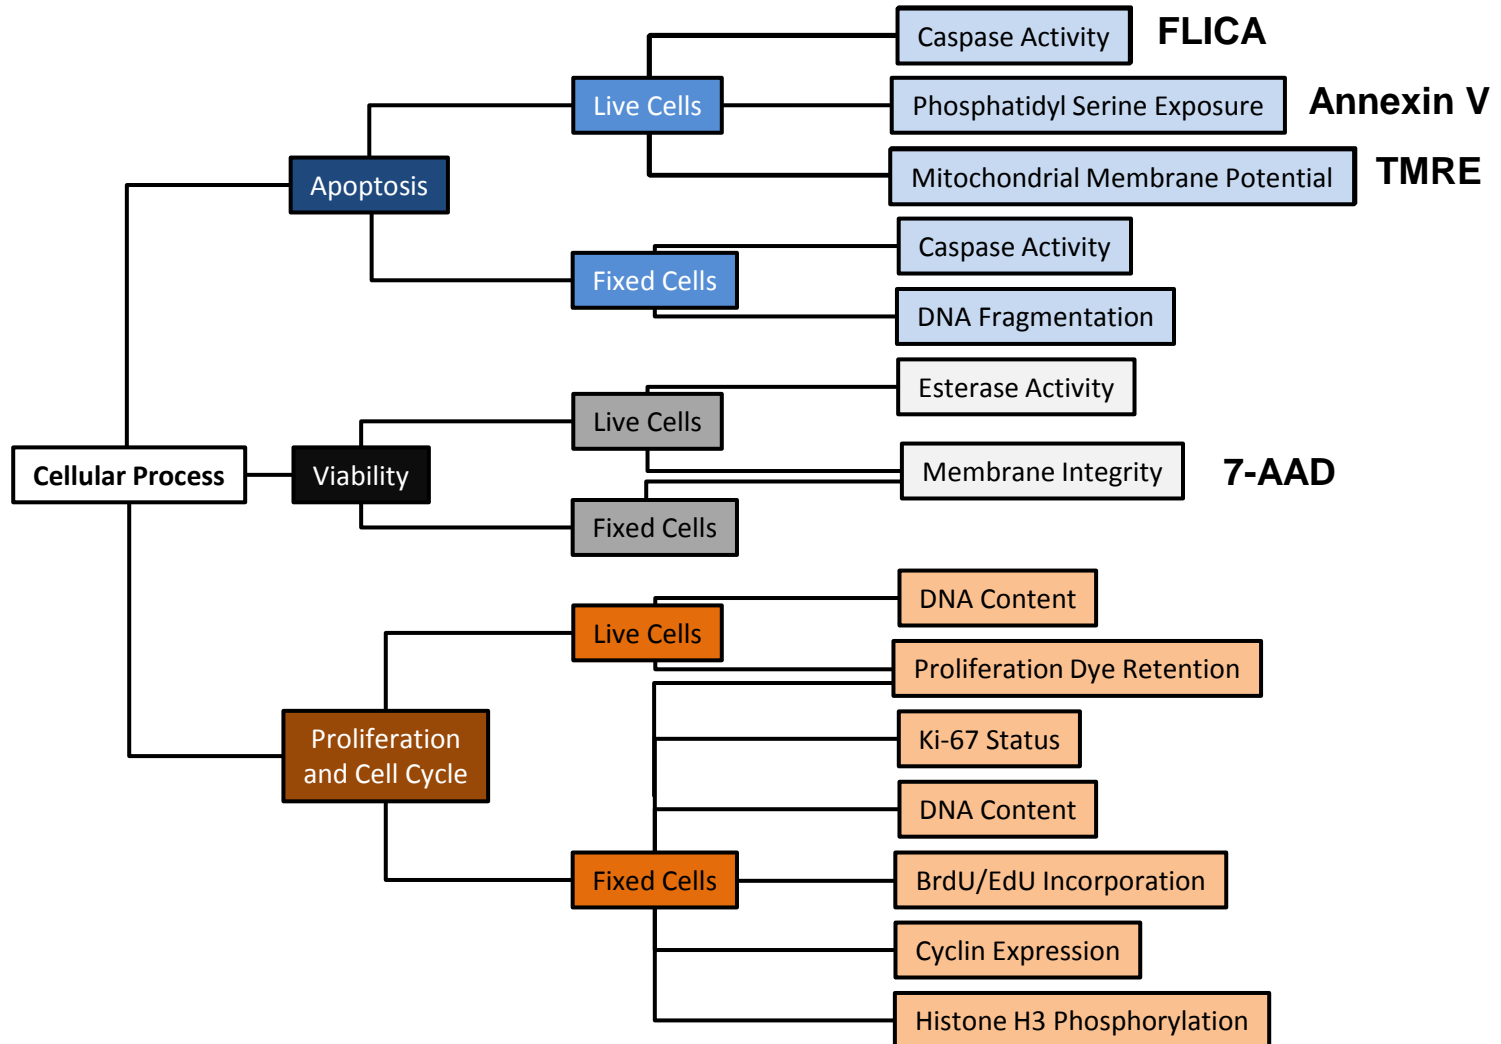 Caspase Activity FLICA
Live Cells Phosphatidyl Serine Exposure Annexin V
Apoptosis Mitochondrial Membrane Potential TMRE
Caspase Activity
Fixed Cells
DNA Fragmentation
Esterase Activity
Live Cells
Cellular Process Viability Membrane Integrity 7-AAD
Fixed Cells
DNA Content
Live Cells
Proliferation Dye Retention
Proliferation
and Cell Cycle
Ki-67 Status
DNA Content
Fixed Cells BrdU/EdU Incorporation
Cyclin Expression
Histone H3 Phosphorylation